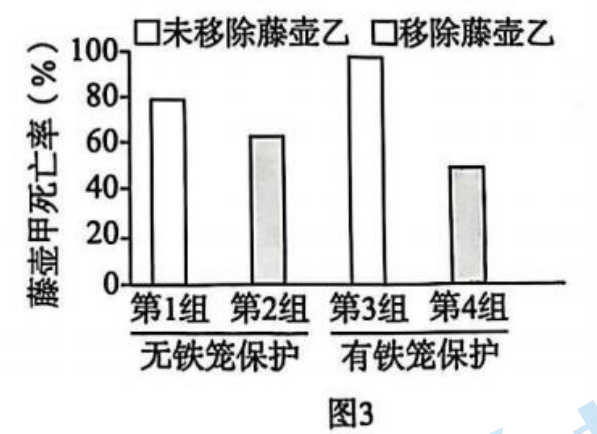 □未移除藤壶乙 □移除藤壶乙
藤壶甲死亡率（%）
100
80
60
40
20
0
第1组 第2组 第3组 第4组
无铁笼保护 有铁笼保护
图3